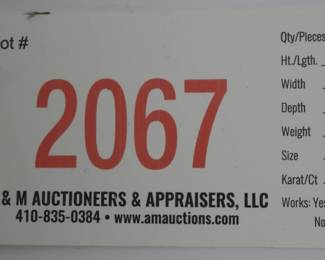 ot #
2067
& M AUCTIONEERS & APPRAISERS, LLC
410-835-0384 • www.amauctions.com
Qty/Pieces
Ht./Lgth.
Width
Depth
Weight
Size
Karat/Ct
Works: Yes
No